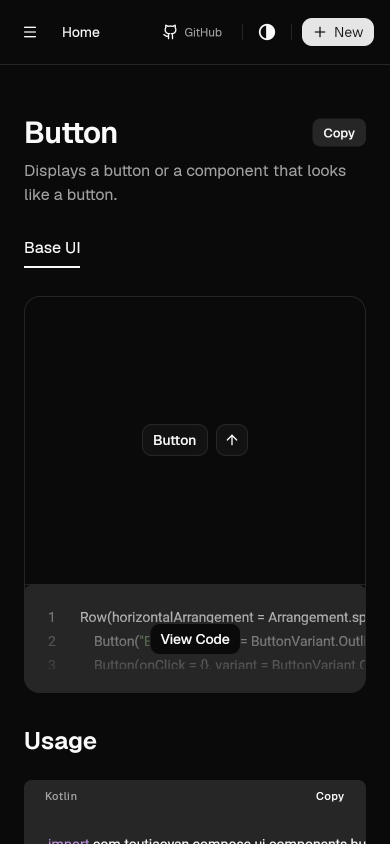 Home GitHub New
Button Copy
Displays a button or a component that looks
like a button.
Base UI
Button
1 Row(horizontalArrangement = Arrangement.sp
2 Button("B = ButtonVariant.Outli
View Code
3 Button(onClick = {}, variant = ButtonVariant.O
Usage
Kotlin Copy
import com.toutiaovan.compose.ui.components.bu